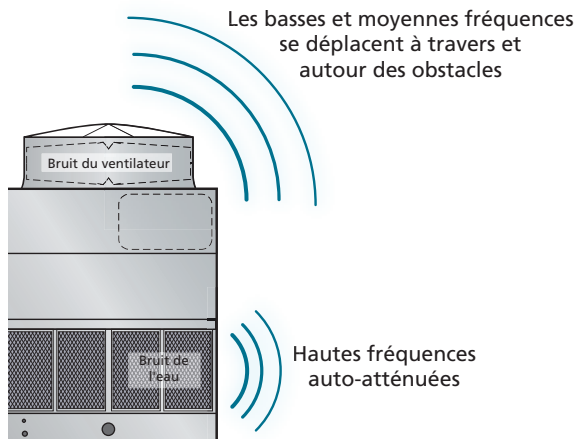 Les basses et moyennes fréquences
se déplacent à travers et
autour des obstacles
Bruit du ventilateur
Bruit de
l'eau
Hautes fréquences
auto-atténuées